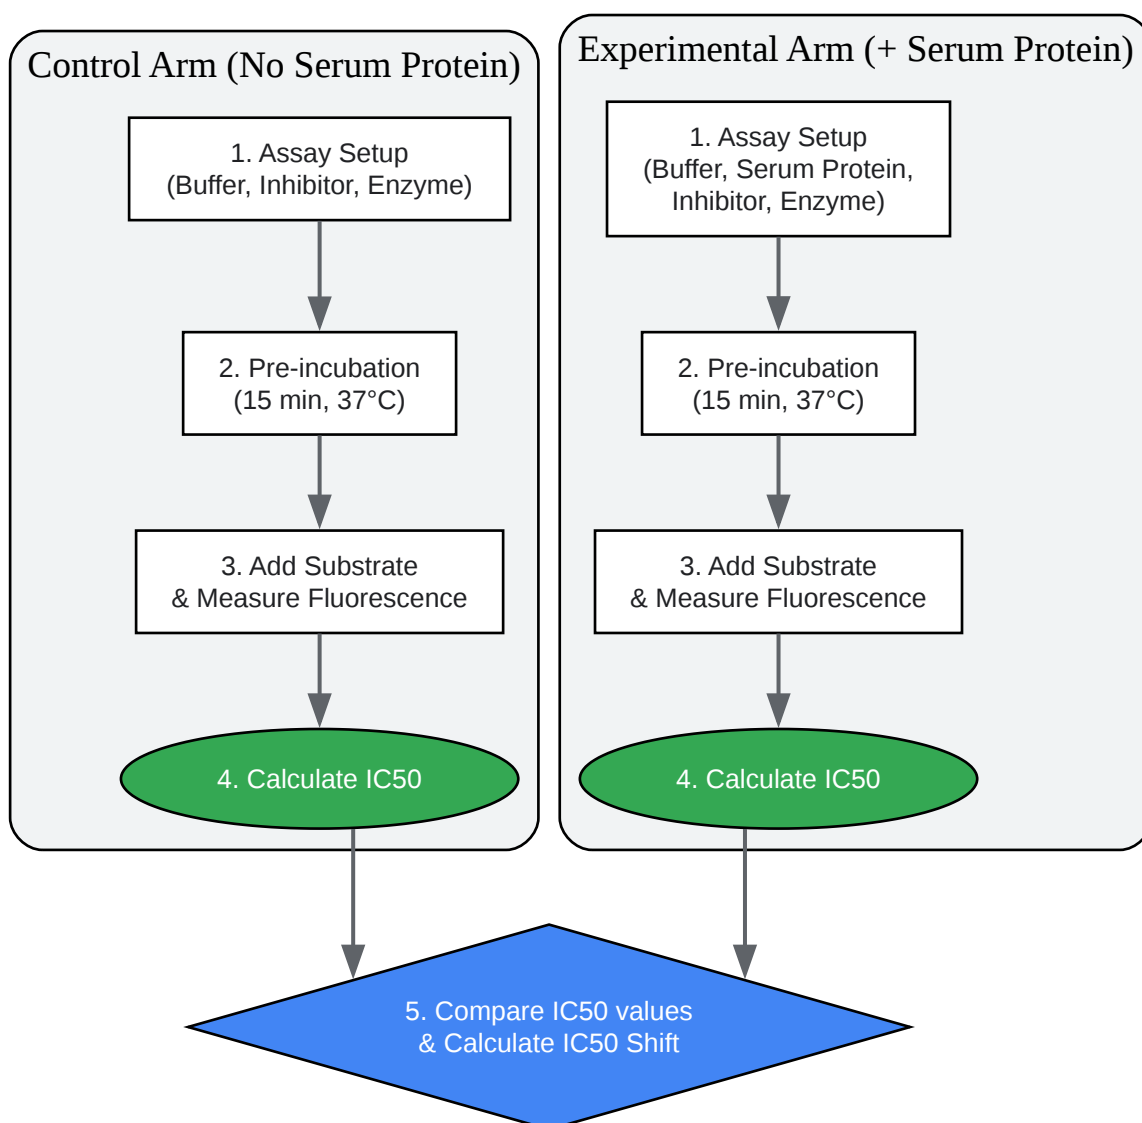 Control Arm (No Serum Protein)
1. Assay Setup
(Buffer, Inhibitor, Enzyme)
2. Pre-incubation
(15 min, 37°C)
3. Add Substrate
& Measure Fluorescence
4. Calculate IC50
Experimental Arm (+ Serum Protein)
1. Assay Setup
(Buffer, Serum Protein,
Inhibitor, Enzyme)
2. Pre-incubation
(15 min, 37°C)
3. Add Substrate
& Measure Fluorescence
4. Calculate IC50
5. Compare IC50 values
& Calculate IC50 Shift